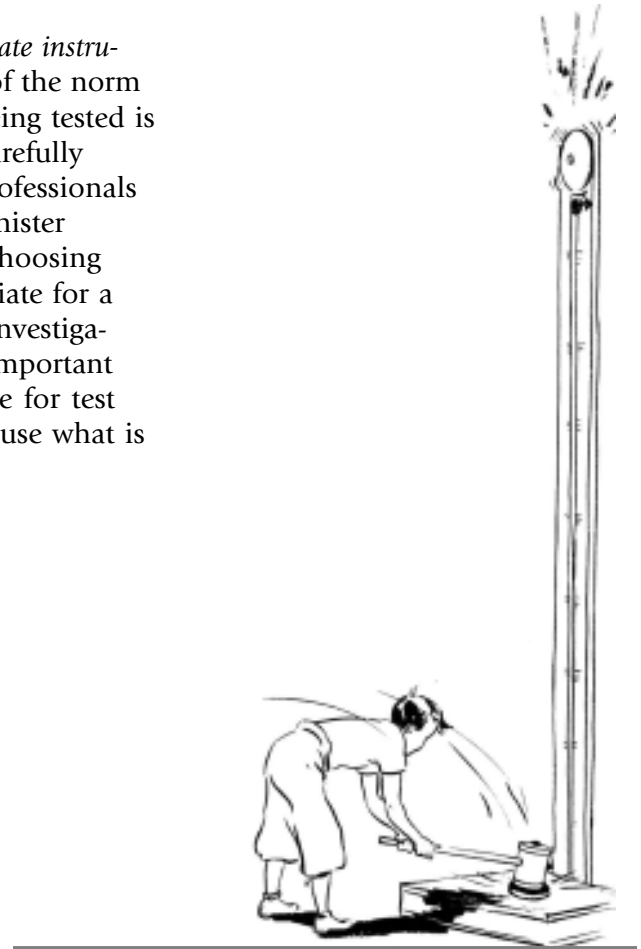 ate instru-
of the norm
ing tested is
refully
ofessionals
nister
hoosing
iate for a
nvestiga-
mportant
e for test
use what is